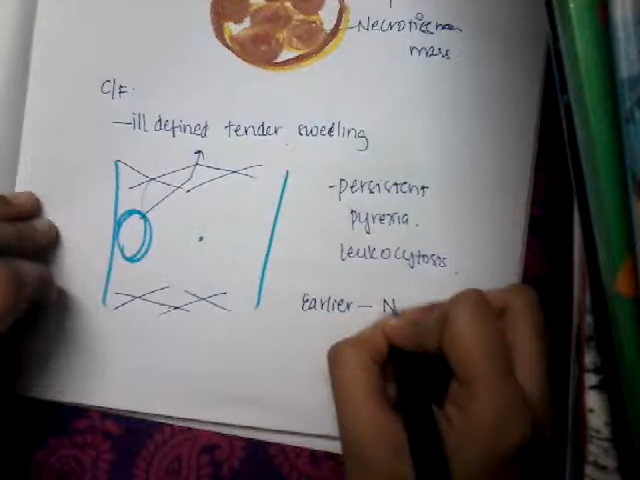 Necrotic
mass
C/F:
-ill defined tender swelling
-persistent
pyrexia.
leukocytosis.
Earlier - N